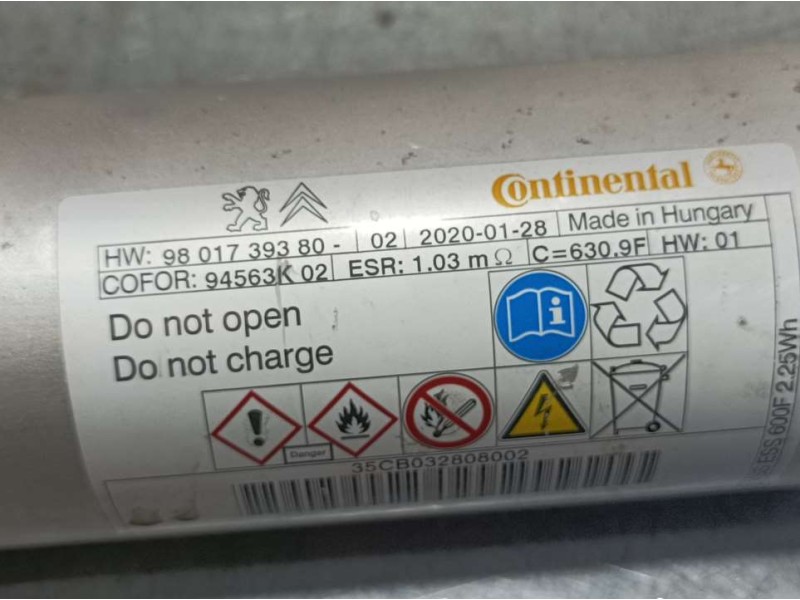 Continental
HW: 98 017 393 80 - 02 2020-01-28 Made in Hungary
COFOR: 94563K 02 ESR: 1.03 mΩ C=630.9F HW: 01
Do not open
Do not charge
Danger
35CB032808002
ESS 600F 2.25Wh